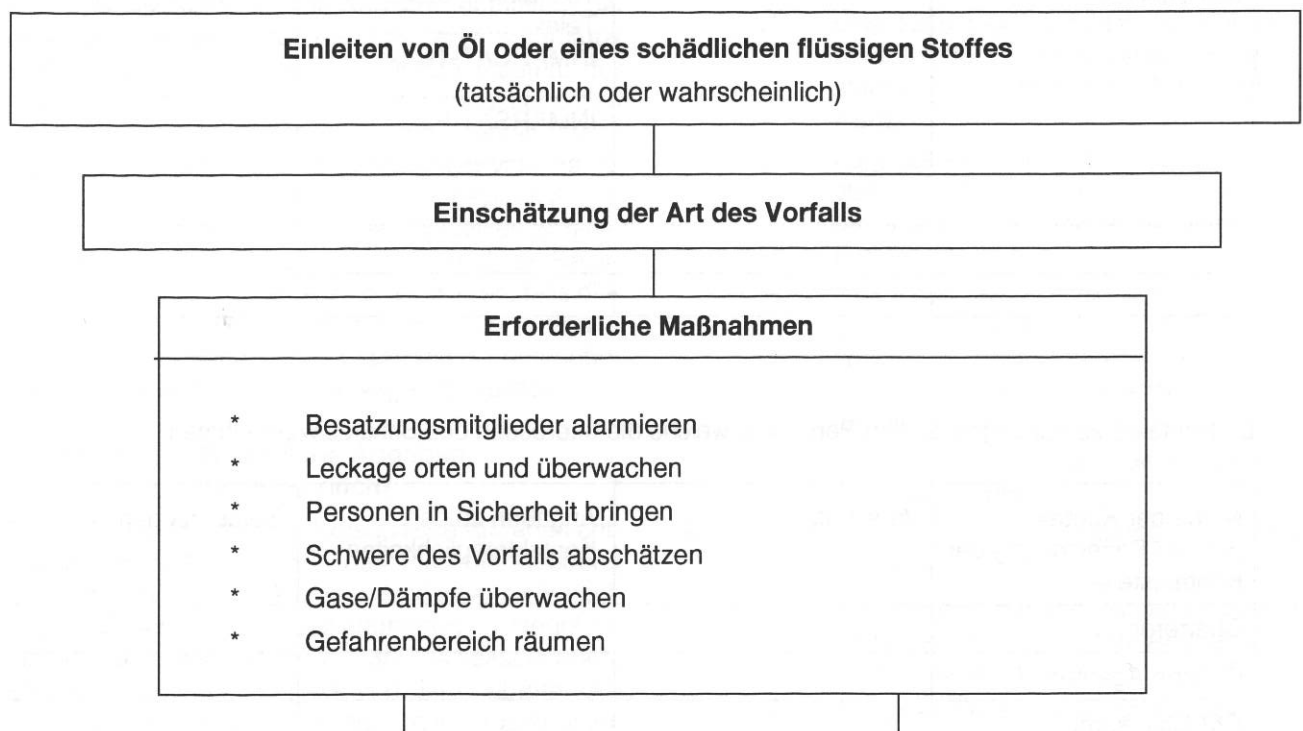 Einleiten von Öl oder eines schädlichen flüssigen Stoffes
(tatsächlich oder wahrscheinlich)
Einschätzung der Art des Vorfalls
Erforderliche Maßnahmen
* Besatzungsmitglieder alarmieren
* Leckage orten und überwachen
* Personen in Sicherheit bringen
* Schwere des Vorfalls abschätzen
* Gase/Dämpfe überwachen
* Gefahrenbereich räumen